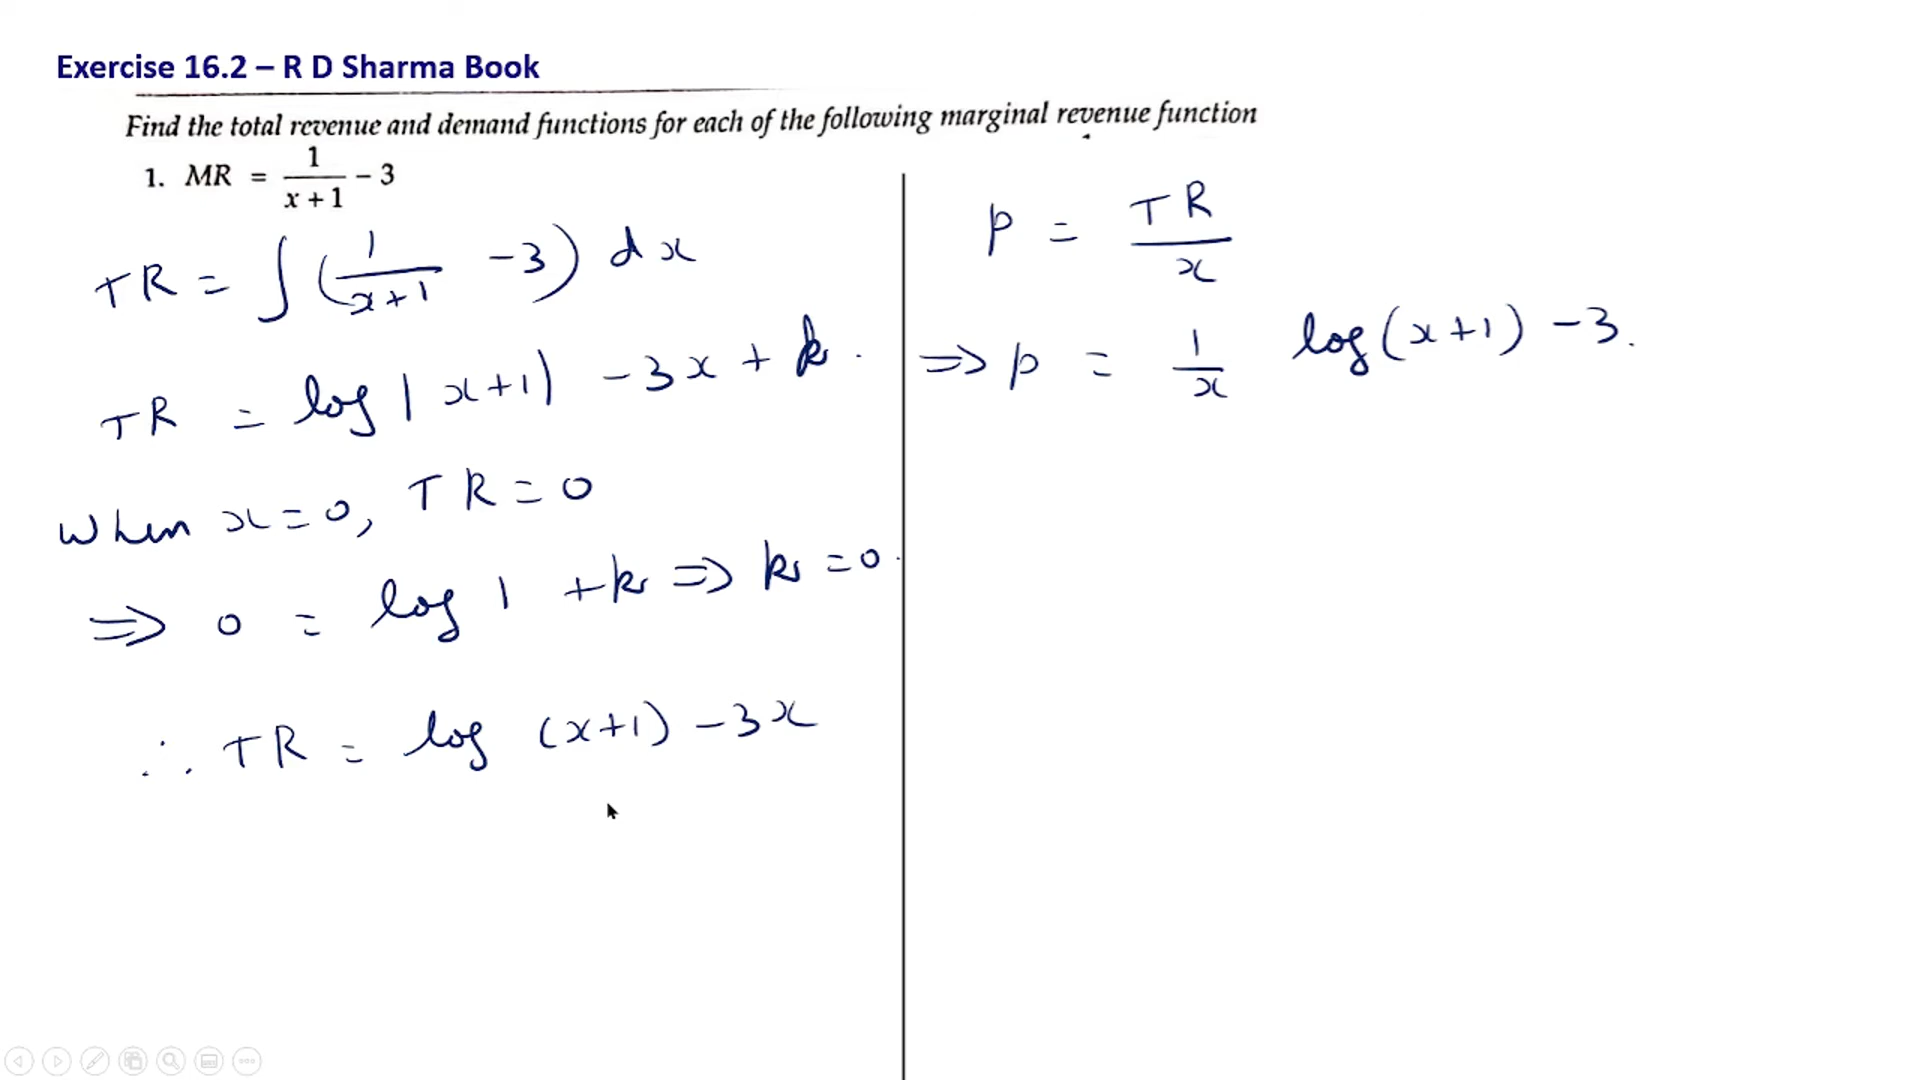 Exercise 16.2 – R D Sharma Book
Find the total revenue and demand functions for each of the following marginal revenue function
1. MR = 1/(x + 1) − 3
TR = ∫ (1/(x+1) − 3) dx
TR = log |x+1| − 3x + k.
When x = 0, TR = 0
⇒ 0 = log 1 + k ⇒ k = 0.
∴ TR = log (x+1) − 3x
p = TR/x
⇒ p = 1/x log(x+1) − 3.